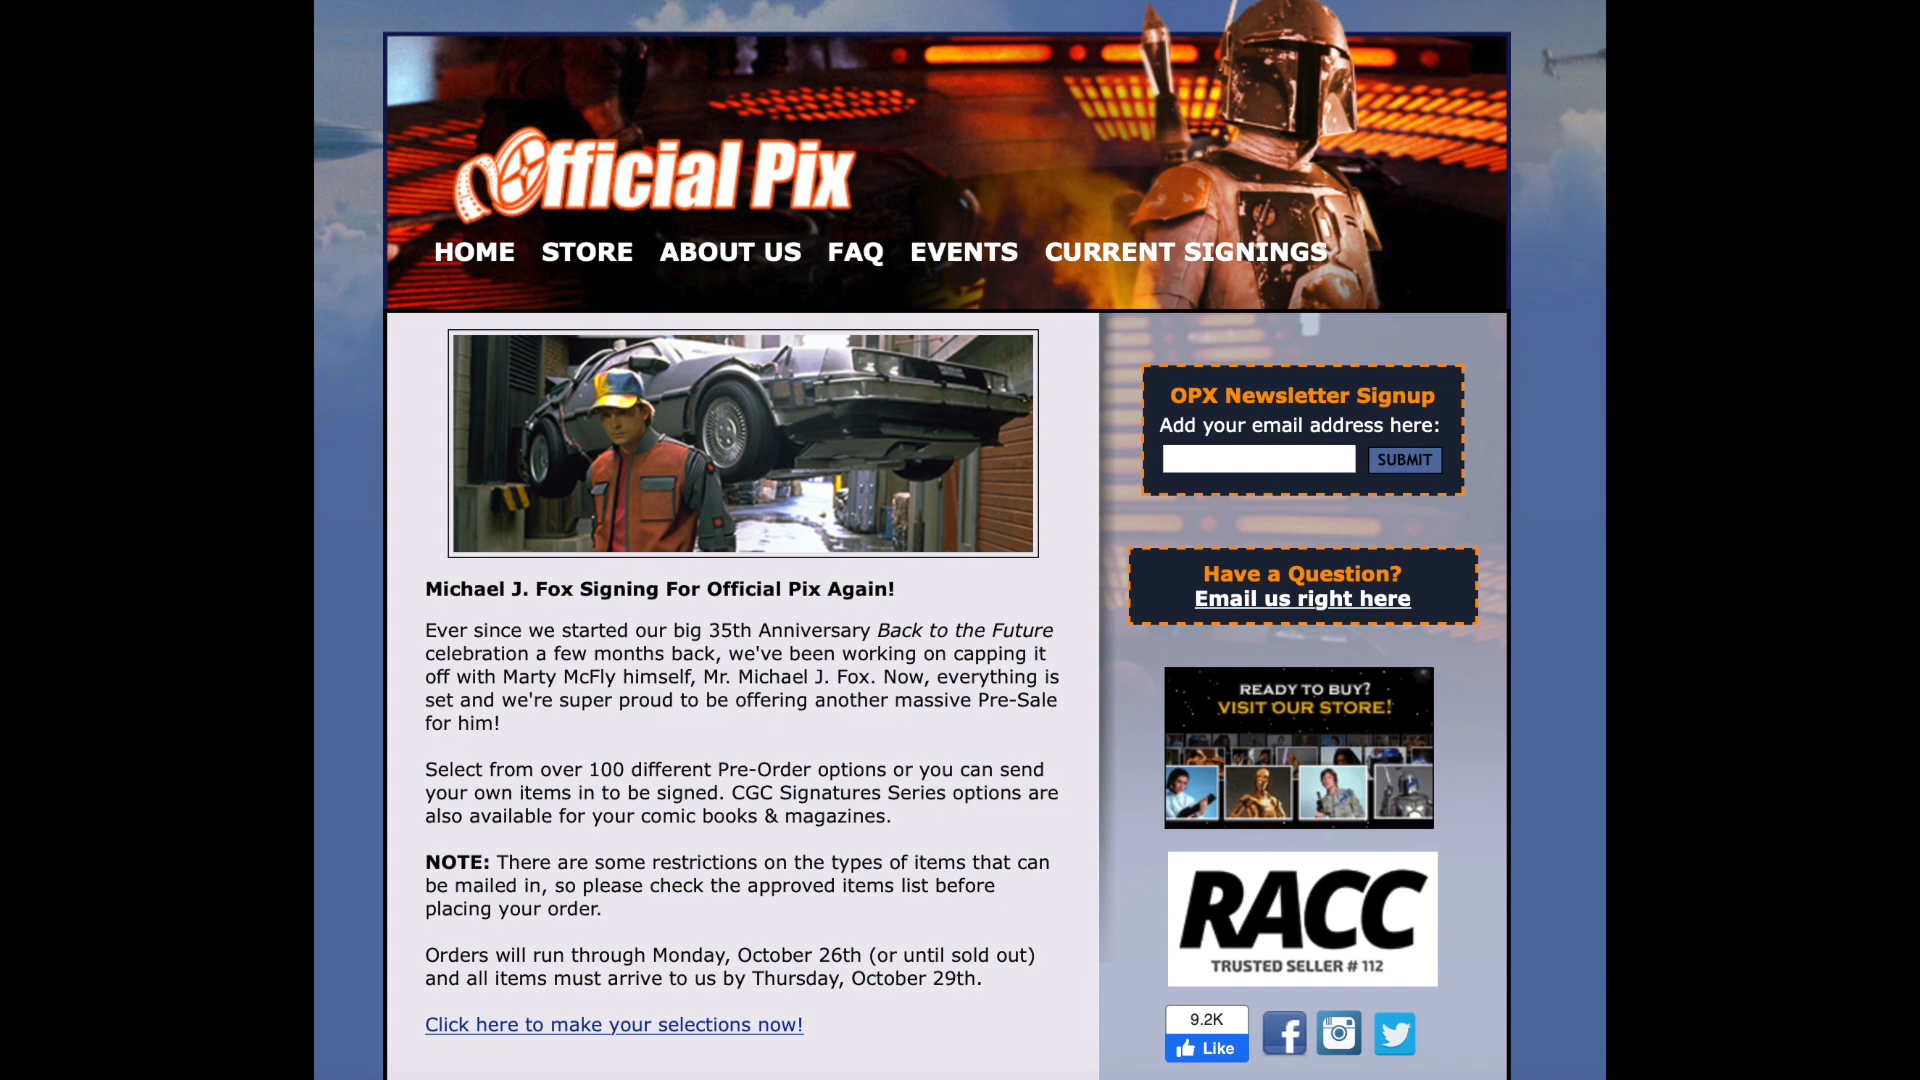 Official Pix
HOME STORE ABOUT US FAQ EVENTS CURRENT SIGNINGS
Michael J. Fox Signing For Official Pix Again!
Ever since we started our big 35th Anniversary Back to the Future
celebration a few months back, we've been working on capping it
off with Marty McFly himself, Mr. Michael J. Fox. Now, everything is
set and we're super proud to be offering another massive Pre-Sale
for him!
Select from over 100 different Pre-Order options or you can send
your own items in to be signed. CGC Signatures Series options are
also available for your comic books & magazines.
NOTE: There are some restrictions on the types of items that can
be mailed in, so please check the approved items list before
placing your order.
Orders will run through Monday, October 26th (or until sold out)
and all items must arrive to us by Thursday, October 29th.
Click here to make your selections now!
OPX Newsletter Signup
Add your email address here:
SUBMIT
Have a Question?
Email us right here
READY TO BUY?
VISIT OUR STORE!
RACC
TRUSTED SELLER # 112
9.2K
Like